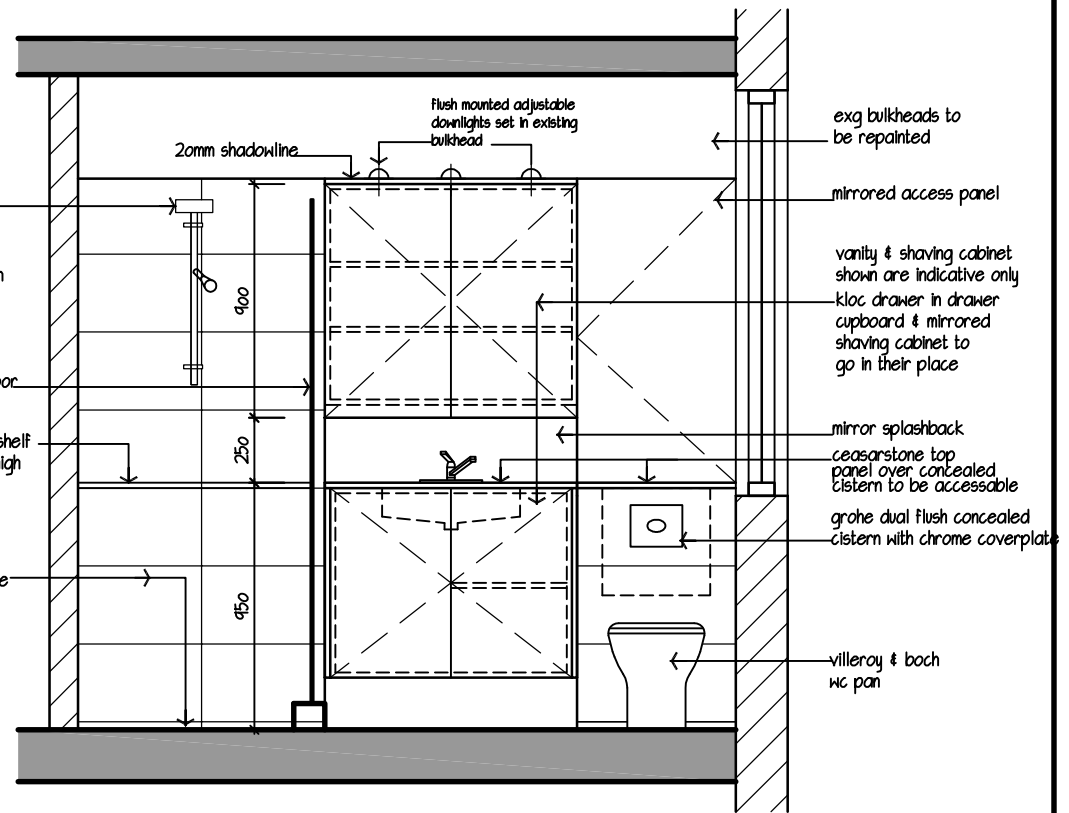 flush mounted adjustable
downlights set in existing
bulkhead
20mm shadowline
exg bulkheads to
be repainted
mirrored access panel
vanity & shaving cabinet
shown are indicative only
kloc drawer in drawer
cupboard & mirrored
shaving cabinet to
go in their place
900
mirror splashback
shelf
250
ceasarstone top
panel over concealed
cistern to be accessable
grohe dual flush concealed
cistern with chrome coverplate
950
villeroy & boch
wc pan